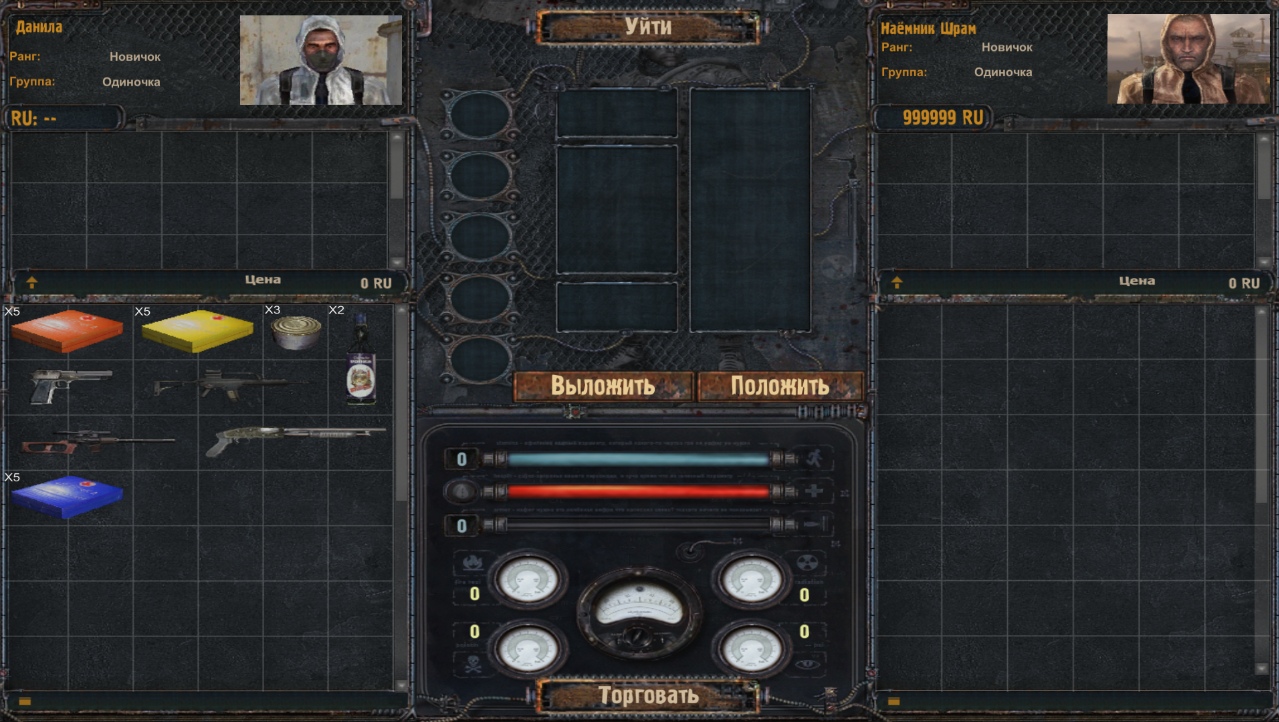 Данила
Ранг: Новичок
Группа: Одиночка
RU: --
Цена
0 RU
X5
X5
X3
X2
X5
Уйти
Выложить
Положить
0
0
0
0
0
0
Торговать
Наёмник Шрам
Ранг: Новичок
Группа: Одиночка
999999 RU
Цена
0 RU